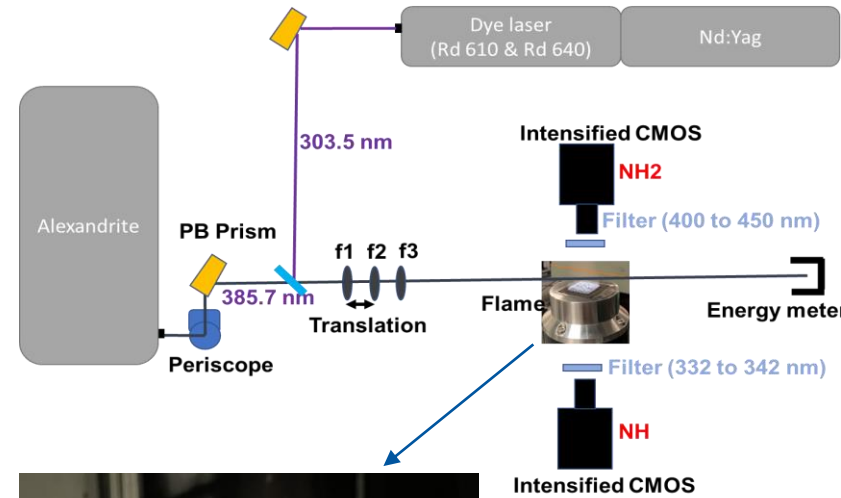 Dye laser
(Rd 610 & Rd 640)
Nd:Yag
303.5 nm
Intensified CMOS
NH2
Filter (400 to 450 nm)
Alexandrite
PB Prism
f1 f2 f3
385.7 nm
Flame
Energy meter
Translation
Periscope
Filter (332 to 342 nm)
NH
Intensified CMOS